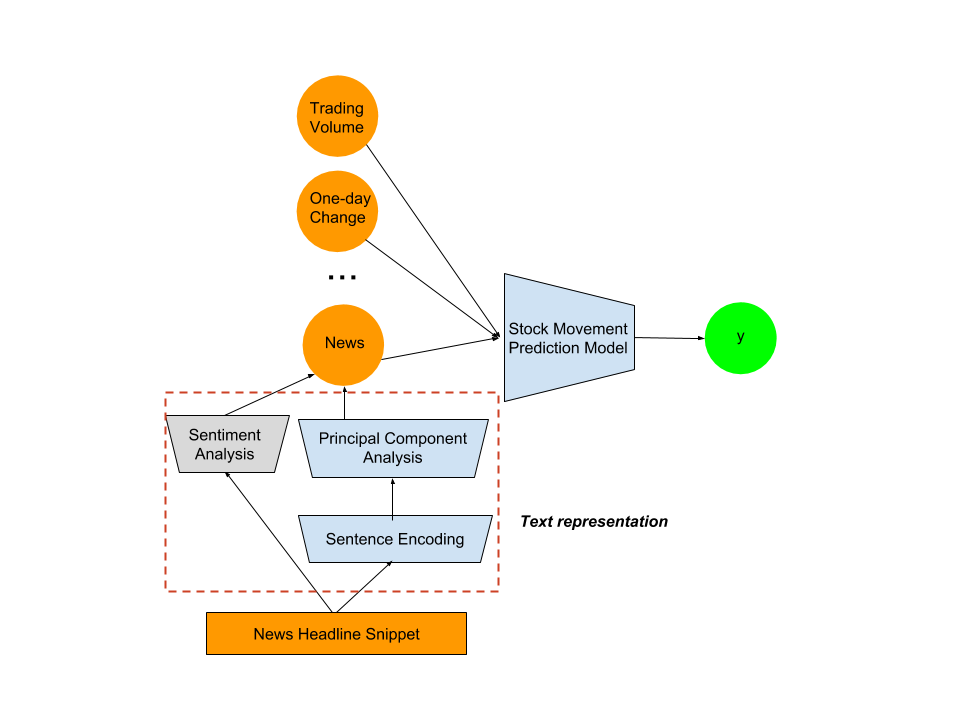 Trading
Volume
One-day
Change
...
News
Stock Movement
Prediction Model
y
Sentiment
Analysis
Principal Component
Analysis
Text representation
Sentence Encoding
News Headline Snippet